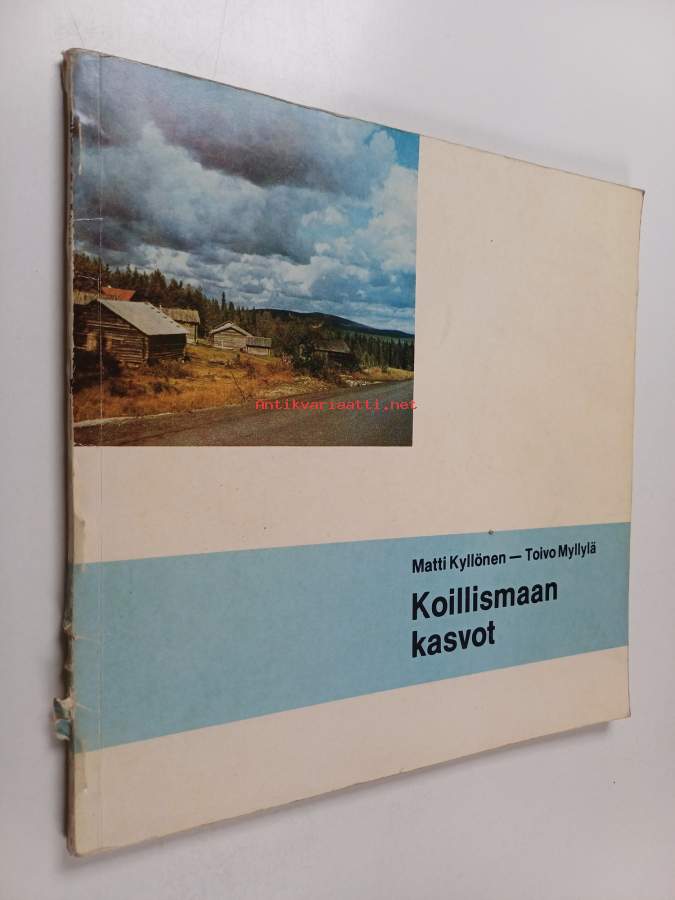 Antikvariaatti.net
Matti Kyllönen — Toivo Myllylä
Koillismaan
kasvot